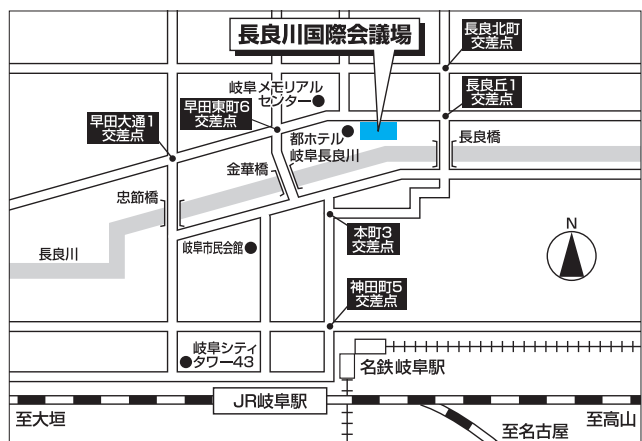 長良川国際会議場
長良北町
交差点
岐阜メモリアル
センター
長良丘1
交差点
早田東町6
交差点
早田大通1
交差点
都ホテル
岐阜長良川
長良橋
金華橋
忠節橋
N
本町3
交差点
岐阜市民会館
長良川
神田町5
交差点
岐阜シティ
タワー43
名鉄岐阜駅
JR岐阜駅
至大垣
至名古屋
至高山